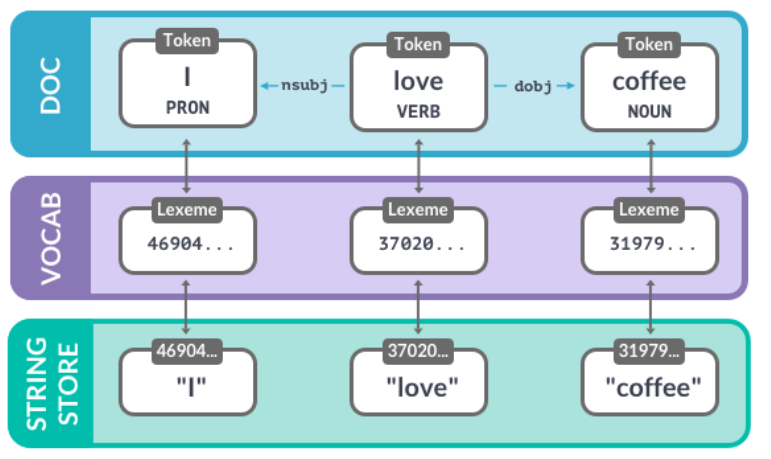 DOC
Token
Token
Token
I
love
coffee
nsubj
dobj
PRON
VERB
NOUN
VOCAB
Lexeme
Lexeme
Lexeme
46904...
37020...
31979...
STRING
STORE
46904...
37020...
31979...
"I"
"love"
"coffee"